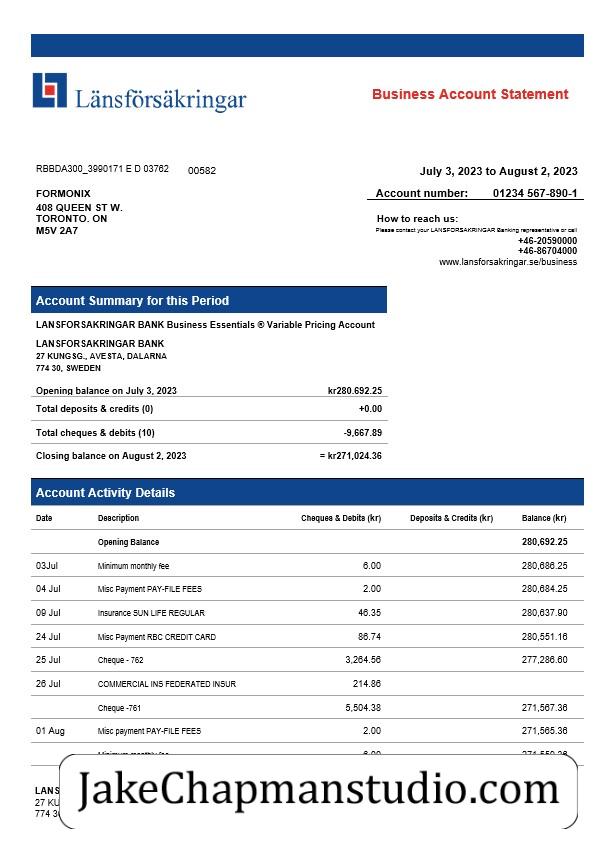 Länsförsäkringar
Business Account Statement
RBBDA300_3990171 E D 03762 00582
July 3, 2023 to August 2, 2023
Account number: 01234 567-890-1
FORMONIX
408 QUEEN ST W.
TORONTO. ON
M5V 2A7
How to reach us:
Please contact your LANSFORSAKRINGAR Banking representative or call
+46-20590000
+46-86704000
www.lansforsakringar.se/business
Account Summary for this Period
LANSFORSAKRINGAR BANK Business Essentials ® Variable Pricing Account
LANSFORSAKRINGAR BANK
27 KUNGSG., AVESTA, DALARNA
774 30, SWEDEN
Opening balance on July 3, 2023 kr280.692.25
Total deposits & credits (0) +0.00
Total cheques & debits (10) -9,667.89
Closing balance on August 2, 2023 = kr271,024.36
Account Activity Details
Date Description Cheques & Debits (kr) Deposits & Credits (kr) Balance (kr)
Opening Balance 280,692.25
03Jul Minimum monthly fee 6.00 280,686.25
04 Jul Misc Payment PAY-FILE FEES 2.00 280,684.25
09 Jul Insurance SUN LIFE REGULAR 46.35 280,637.90
24 Jul Misc Payment RBC CREDIT CARD 86.74 280,551.16
25 Jul Cheque - 762 3,264.56 277,286.60
26 Jul COMMERCIAL INS FEDERATED INSUR 214.86
Cheque -761 5,504.38 271,567.36
01 Aug Misc payment PAY-FILE FEES 2.00 271,565.36
Minimum monthly fee 6.00
LANS
27 KU
774 3
JakeChapmanstudio.com